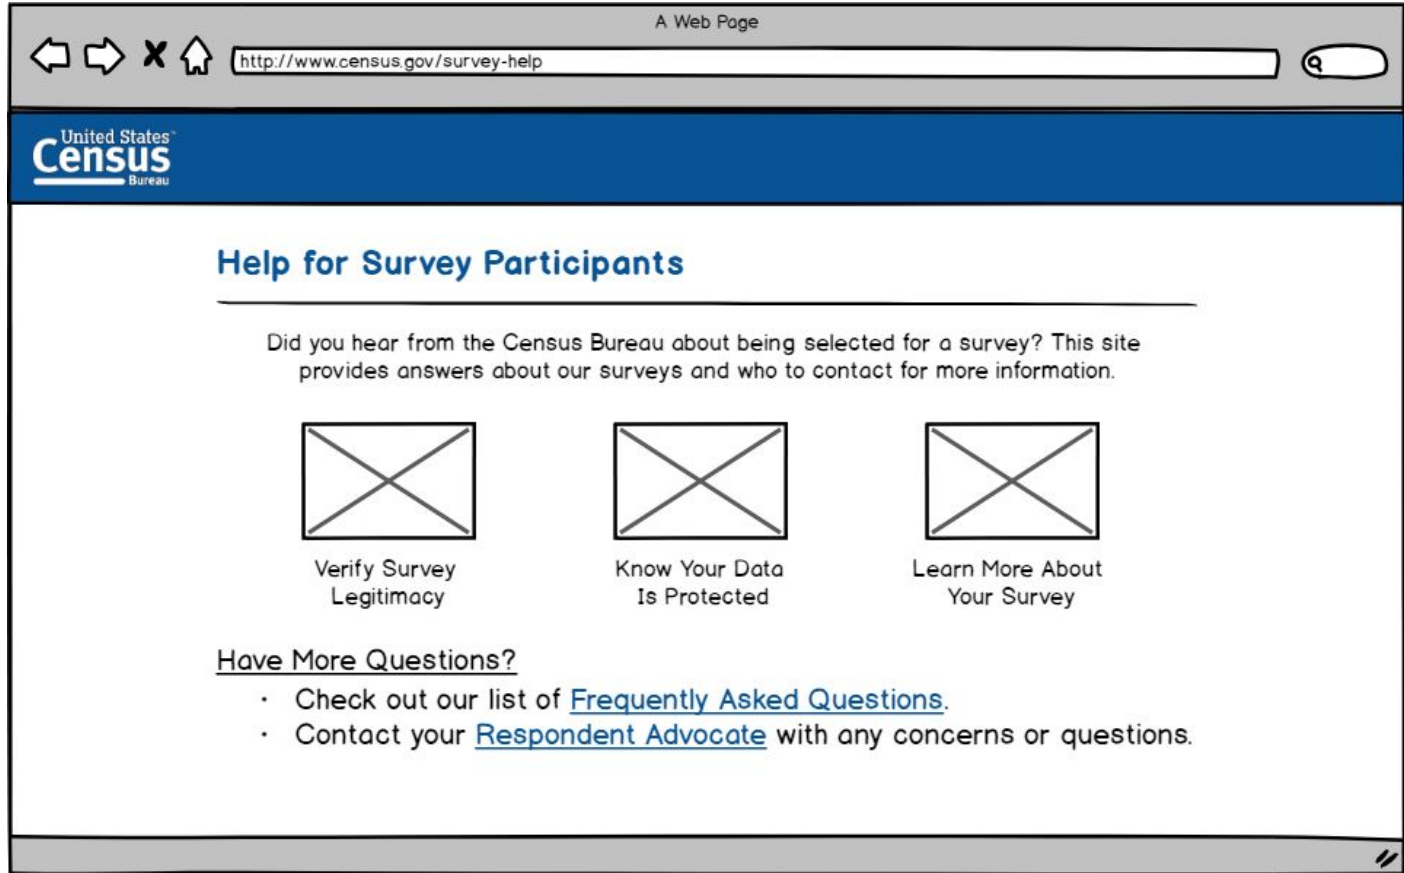 A Web Page
http://www.census.gov/survey-help
United States™
Census
Bureau
Help for Survey Participants
Did you hear from the Census Bureau about being selected for a survey? This site
provides answers about our surveys and who to contact for more information.
Verify Survey
Legitimacy
Know Your Data
Is Protected
Learn More About
Your Survey
Have More Questions?
· Check out our list of Frequently Asked Questions.
· Contact your Respondent Advocate with any concerns or questions.